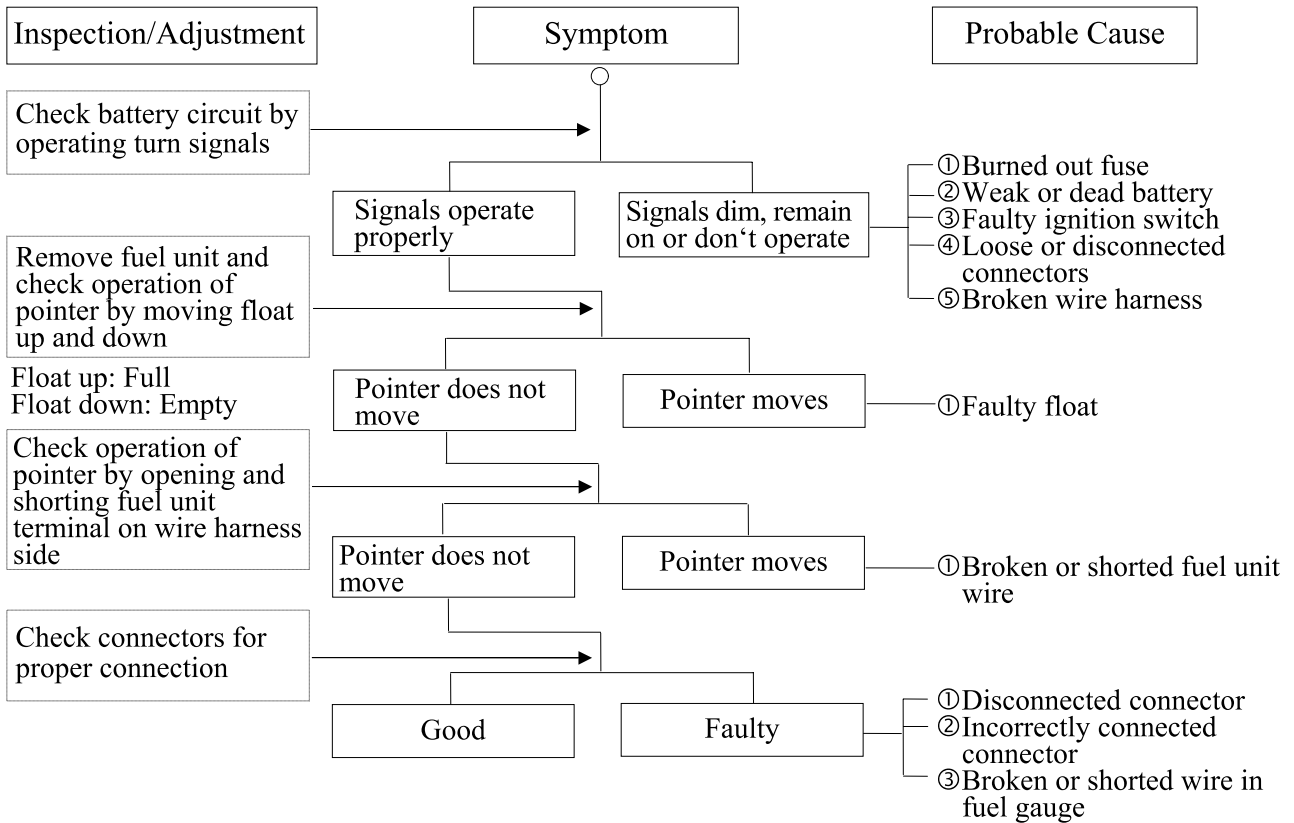 Inspection/Adjustment
Symptom
Probable Cause
Check battery circuit by
operating turn signals
Signals operate
properly
Signals dim, remain
on or don‘t operate
①Burned out fuse
②Weak or dead battery
③Faulty ignition switch
④Loose or disconnected
connectors
⑤Broken wire harness
Remove fuel unit and
check operation of
pointer by moving float
up and down
Float up: Full
Float down: Empty
Pointer does not
move
Pointer moves
①Faulty float
Check operation of
pointer by opening and
shorting fuel unit
terminal on wire harness
side
Pointer does not
move
Pointer moves
①Broken or shorted fuel unit
wire
Check connectors for
proper connection
Good
Faulty
①Disconnected connector
②Incorrectly connected
connector
③Broken or shorted wire in
fuel gauge